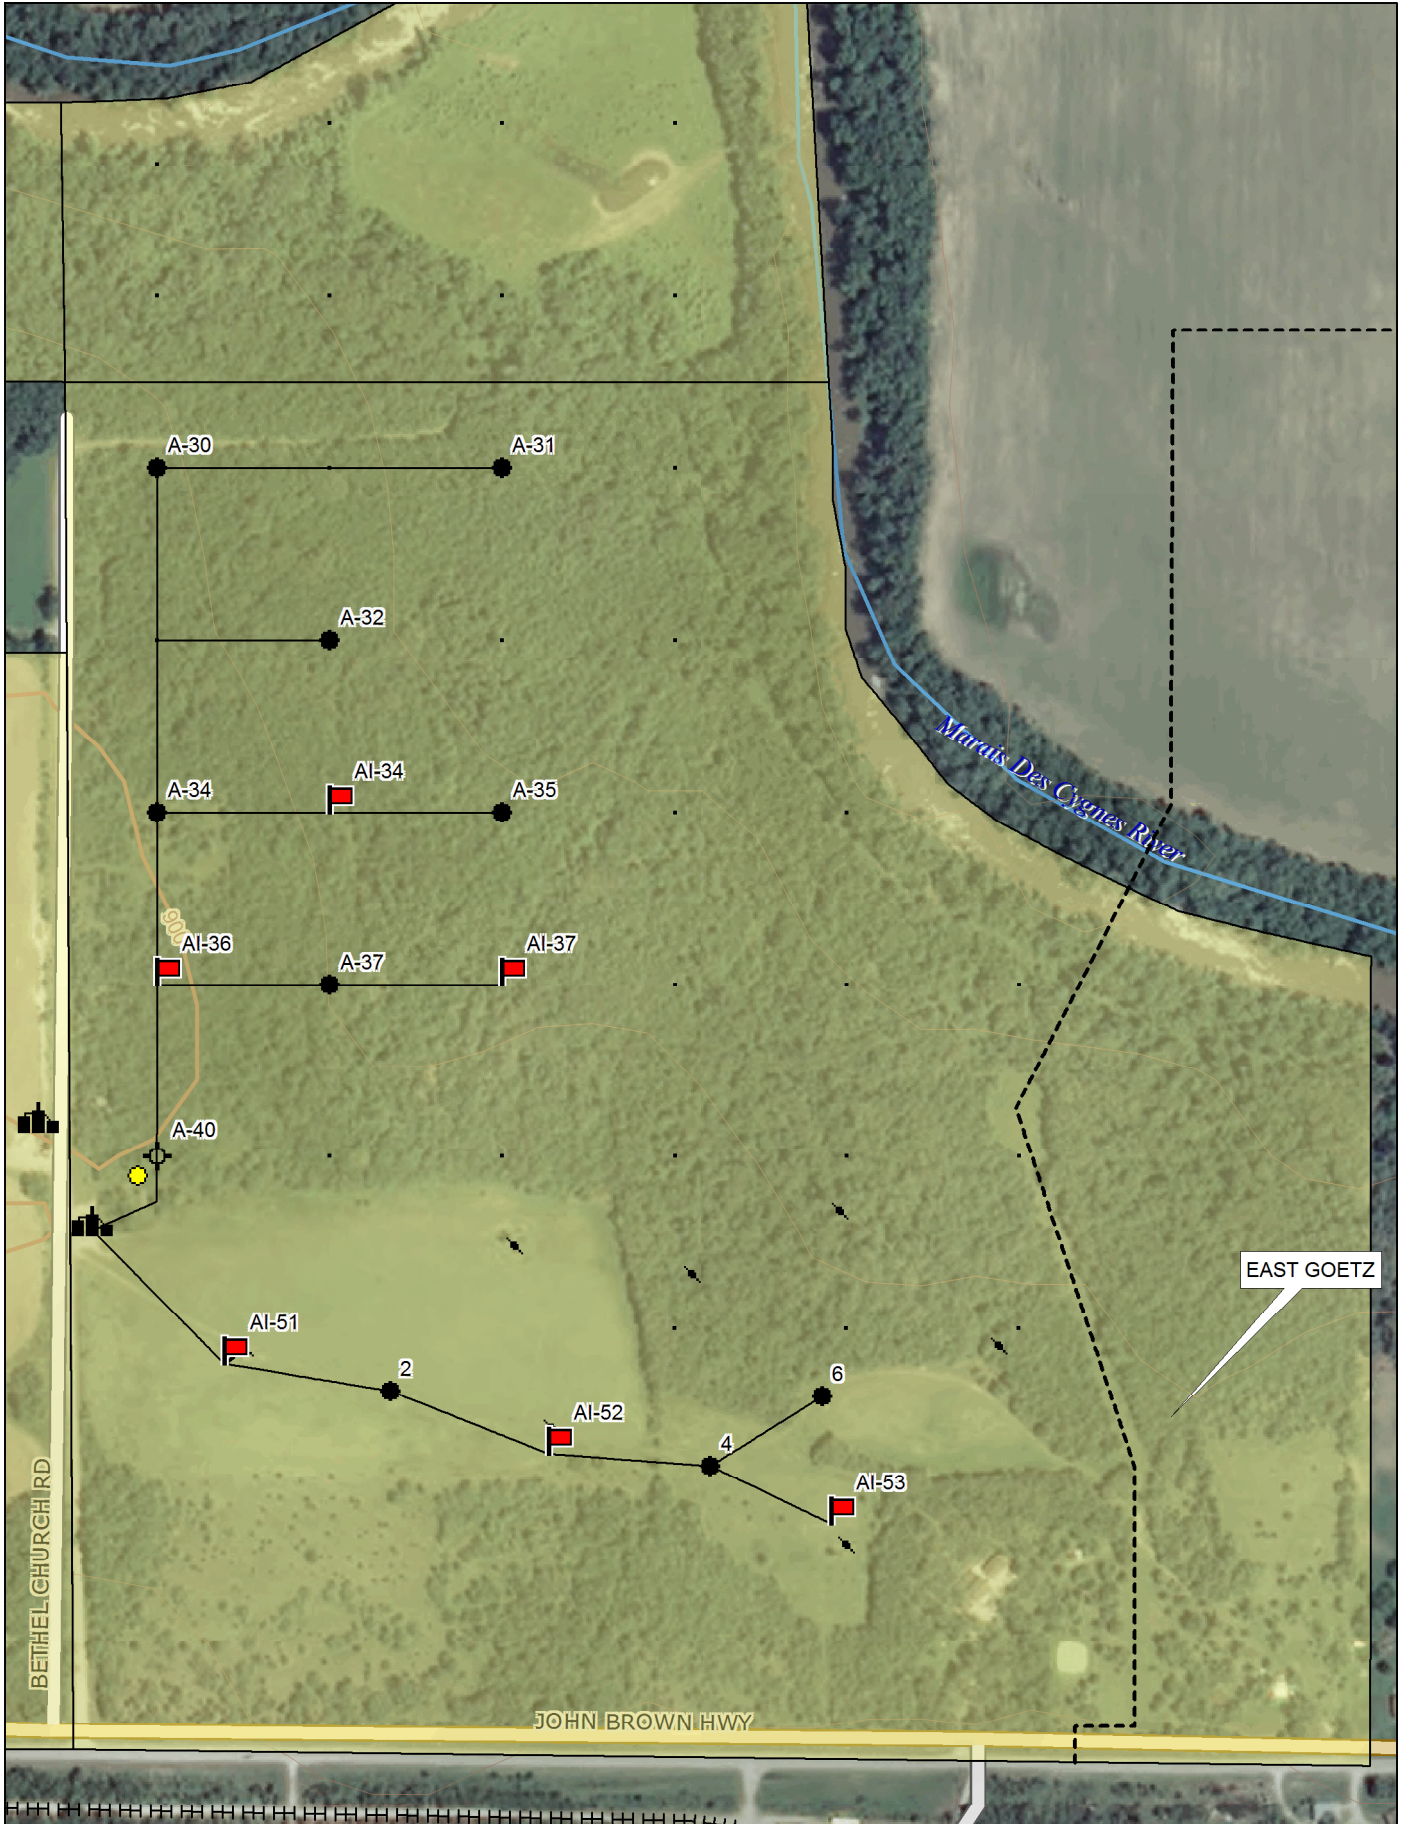 A-30
A-31
A-32
AI-34
A-34
A-35
Marais Des Cygnes River
900
AI-36
A-37
AI-37
A-40
EAST GOETZ
AI-51
2
6
AI-52
4
AI-53
BETHEL CHURCH RD
JOHN BROWN HWY